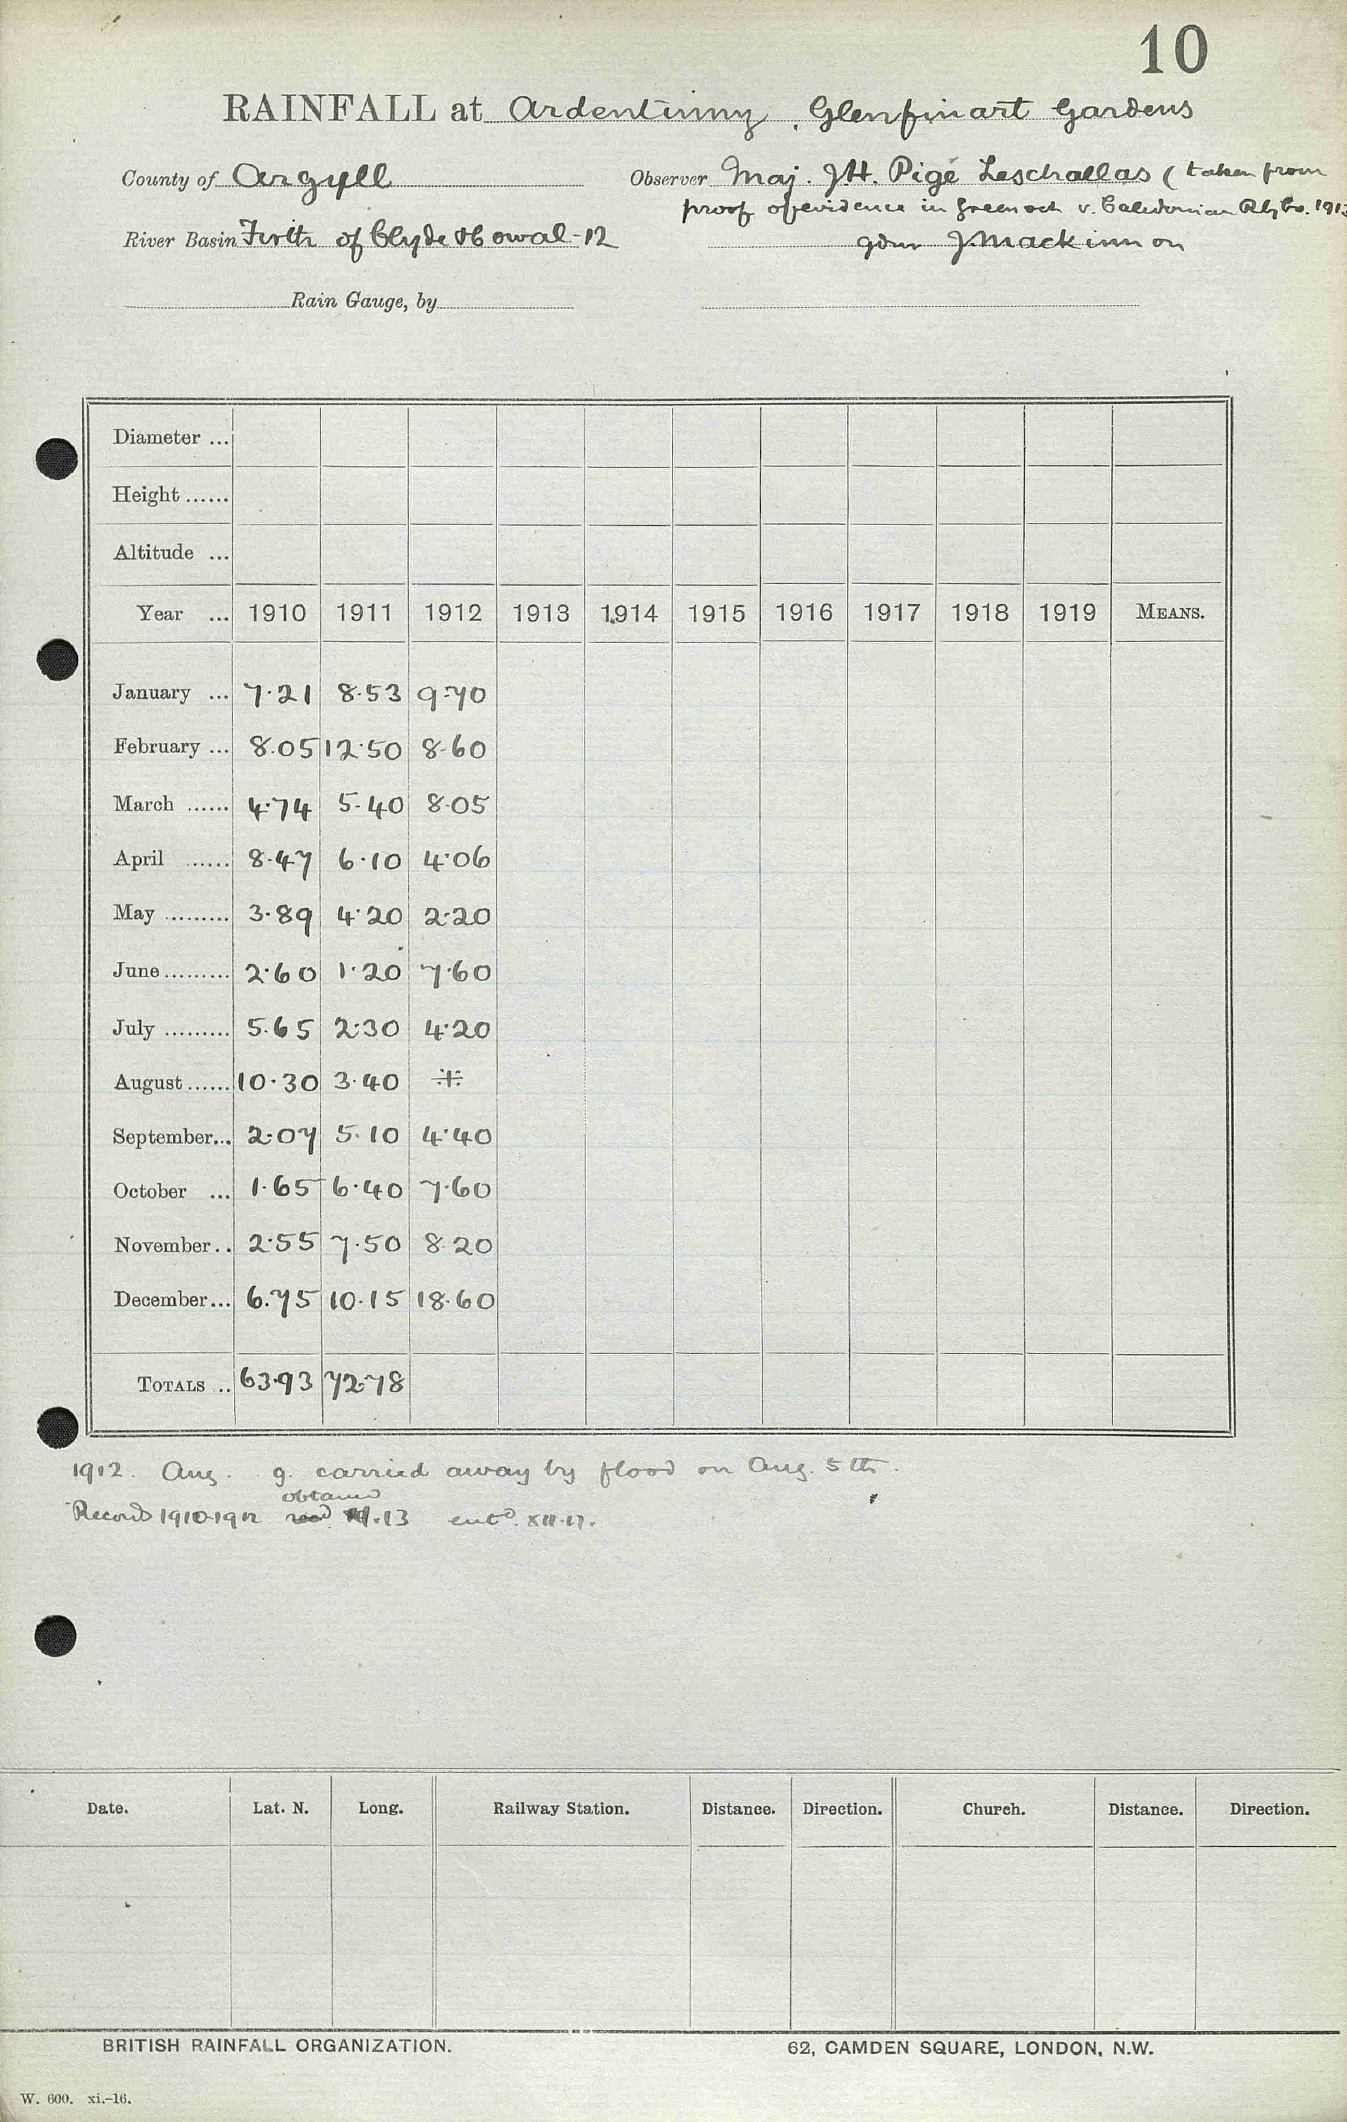 10
RAINFALL at Ardentinny, Glenfinart Gardens
County of Argyll Observer Maj. J.H. Pigé Leschallas (taken from
proof of evidence in Greenock v. Caledonian Rly Co. 1913
River Basin Firth of Clyde & Cowal-12 gdnr J. Mackinnon
Rain Gauge, by
Diameter ...
Height ......
Altitude ...
Year ... 1910 1911 1912 1913 1914 1915 1916 1917 1918 1919 MEANS.
January ... 7.21 8.53 9.70
February ... 8.05 12.50 8.60
March ...... 4.74 5.40 8.05
April ...... 8.47 6.10 4.06
May ......... 3.89 4.20 2.20
June ......... 2.60 1.20 7.60
July ......... 5.65 2.30 4.20
August ...... 10.30 3.40 *
September... 2.07 5.10 4.40
October ... 1.65 6.40 7.60
November.. 2.55 7.50 8.20
December... 6.75 10.15 18.60
TOTALS .. 63.93 72.78
1912. Aug. g. carried away by flood on Aug. 5th.
obtained
Records 1910-1912 13 entd. XII.17.
Date. Lat. N. Long. Railway Station. Distance. Direction. Church. Distance. Direction.
BRITISH RAINFALL ORGANIZATION. 62, CAMDEN SQUARE, LONDON, N.W.
W. 600. xi.-16.